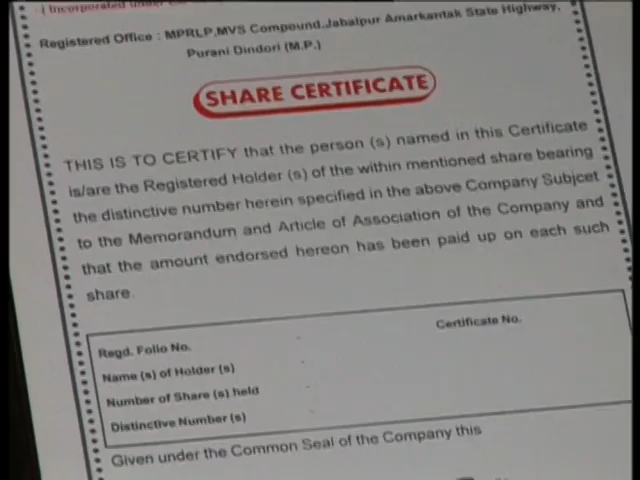 ( Incorporated under
Registered Office : MPRLP,MVS Compound,Jabalpur Amarkantak State Highway,
Purani Dindori (M.P.)
SHARE CERTIFICATE
THIS IS TO CERTIFY that the person (s) named in this Certificate
is/are the Registered Holder (s) of the within mentioned share bearing
the distinctive number herein specified in the above Company Subjcet
to the Memorandum and Article of Association of the Company and
that the amount endorsed hereon has been paid up on each such
share.
Certificate No.
Regd. Folio No.
Name (s) of Holder (s)
Number of Share (s) held
Distinctive Number (s)
Given under the Common Seal of the Company this